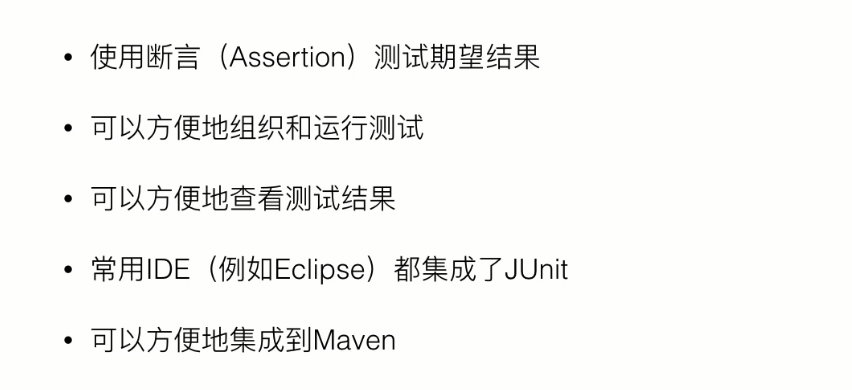 • 使用断言（Assertion）测试期望结果
• 可以方便地组织和运行测试
• 可以方便地查看测试结果
• 常用IDE（例如Eclipse）都集成了JUnit
• 可以方便地集成到Maven